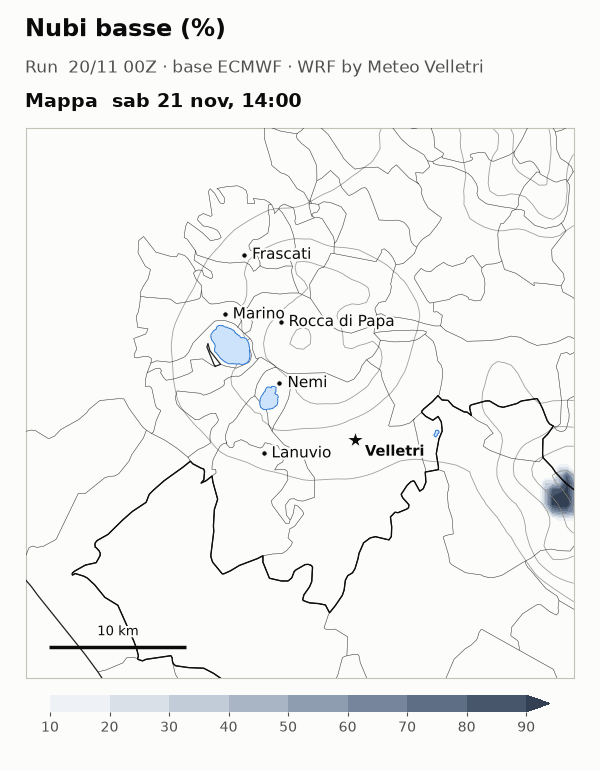 Nubi basse (%)
Run  20/11 00Z · base ECMWF · WRF by Meteo Velletri
Mappa  sab 21 nov, 14:00
Frascati
Marino
Rocca di Papa
Nemi
Velletri
Lanuvio
10 km
10 20 30 40 50 60 70 80 90